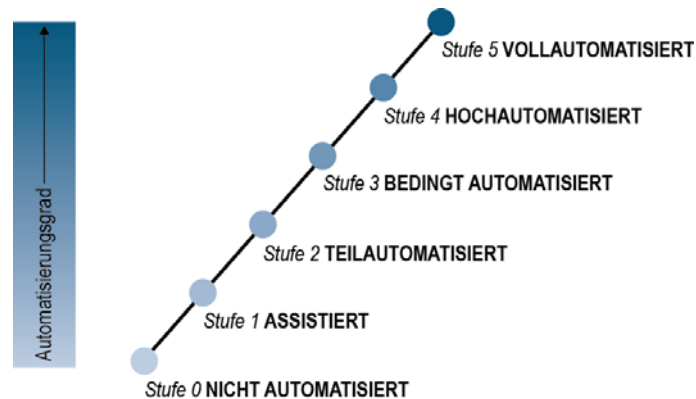 Stufe 5 VOLLAUTOMATISIERT
Stufe 4 HOCHAUTOMATISIERT
Stufe 3 BEDINGT AUTOMATISIERT
Stufe 2 TEILAUTOMATISIERT
Stufe 1 ASSISTIERT
Stufe 0 NICHT AUTOMATISIERT
Automatisierungsgrad